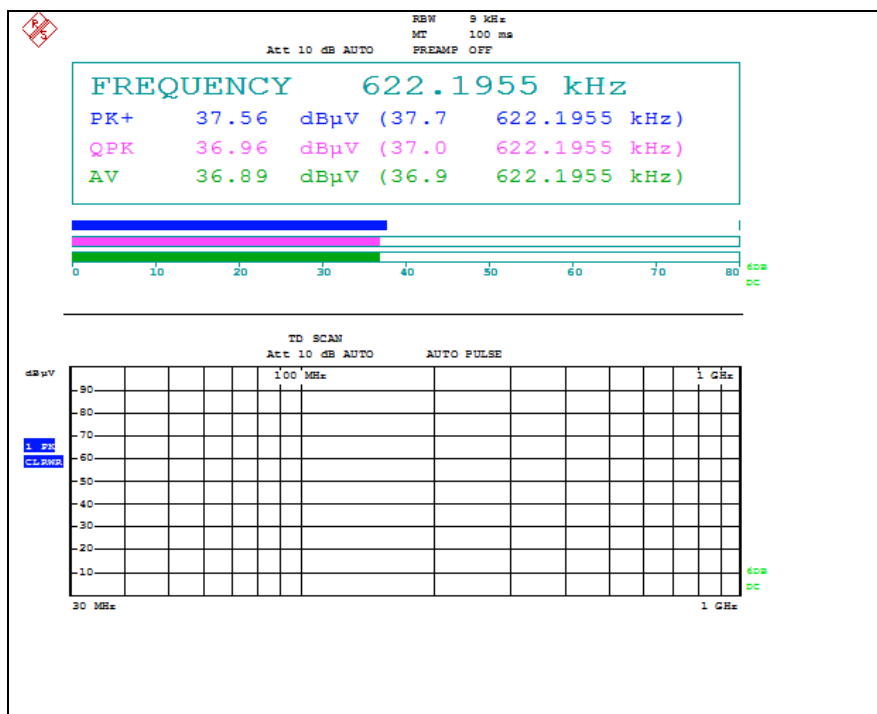 R S
RBW 9 kHz
MT 100 ms
Att 10 dB AUTO PREAMP OFF
FREQUENCY 622.1955 kHz
PK+ 37.56 dBµV (37.7 622.1955 kHz)
QPK 36.96 dBµV (37.0 622.1955 kHz)
AV 36.89 dBµV (36.9 622.1955 kHz)
0 10 20 30 40 50 60 70 80
6DB
DC
TD SCAN
Att 10 dB AUTO AUTO PULSE
dBµV
100 MHz 1 GHz
90
80
70
1 PK
CLRWR
60
50
40
30
20
10
6DB
DC
30 MHz 1 GHz